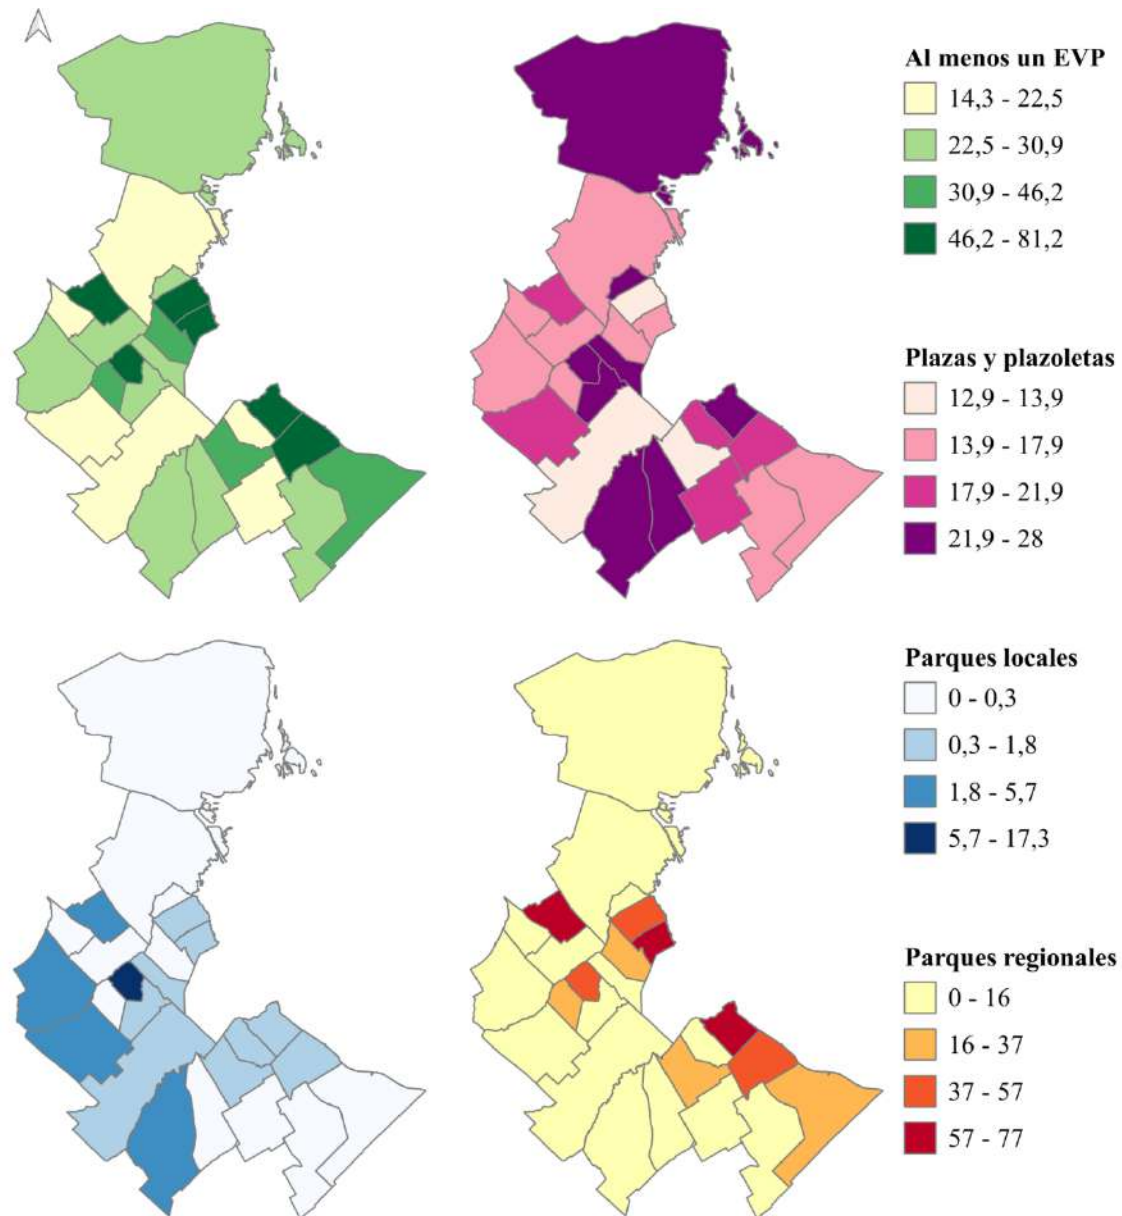 Al menos un EVP
14,3 - 22,5
22,5 - 30,9
30,9 - 46,2
46,2 - 81,2
Plazas y plazoletas
12,9 - 13,9
13,9 - 17,9
17,9 - 21,9
21,9 - 28
Parques locales
0 - 0,3
0,3 - 1,8
1,8 - 5,7
5,7 - 17,3
Parques regionales
0 - 16
16 - 37
37 - 57
57 - 77